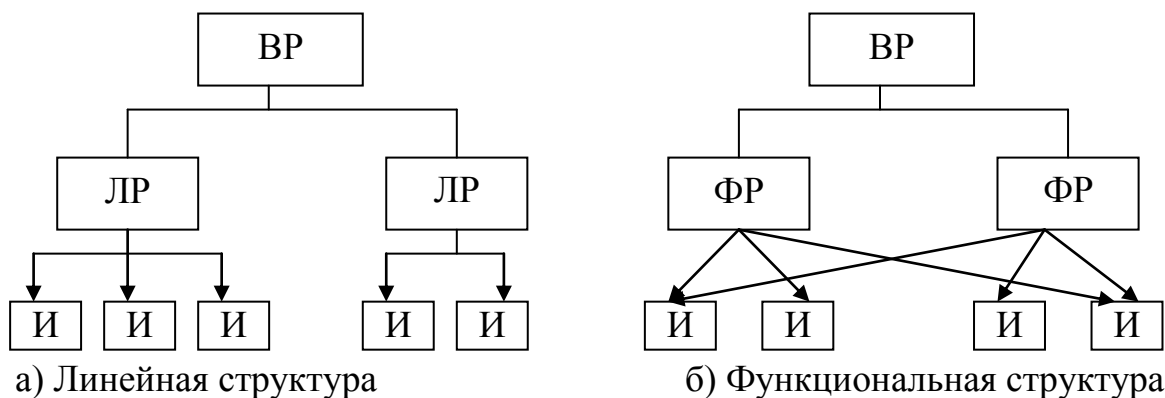 ВР ВР
ЛР ЛР ФР ФР
И И И И И И И И И
а) Линейная структура б) Функциональная структура